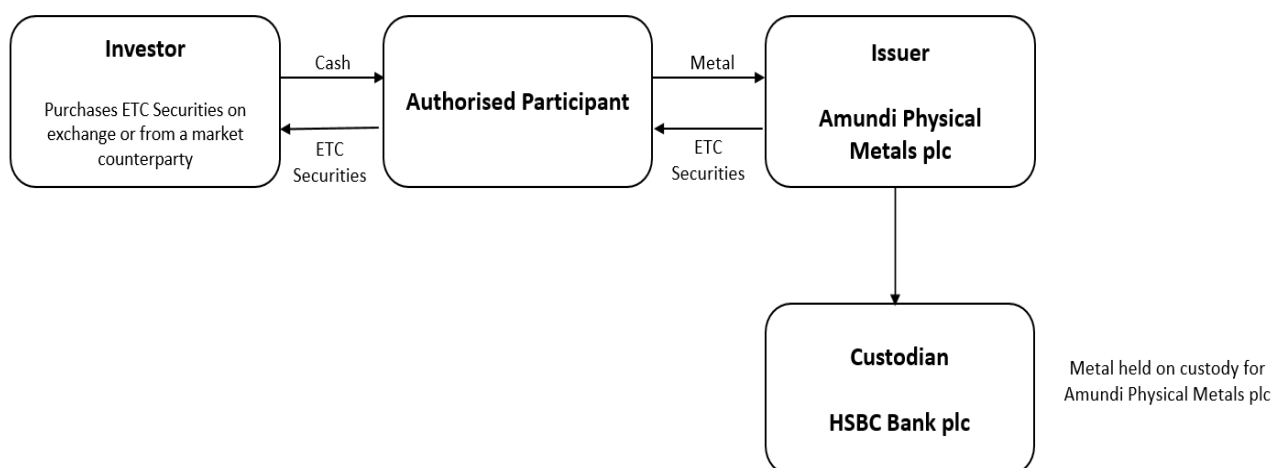 Investor
Purchases ETC Securities on
exchange or from a market
counterparty
Cash
ETC
Securities
Authorised Participant
Metal
ETC
Securities
Issuer
Amundi Physical
Metals plc
Custodian
HSBC Bank plc
Metal held on custody for
Amundi Physical Metals plc